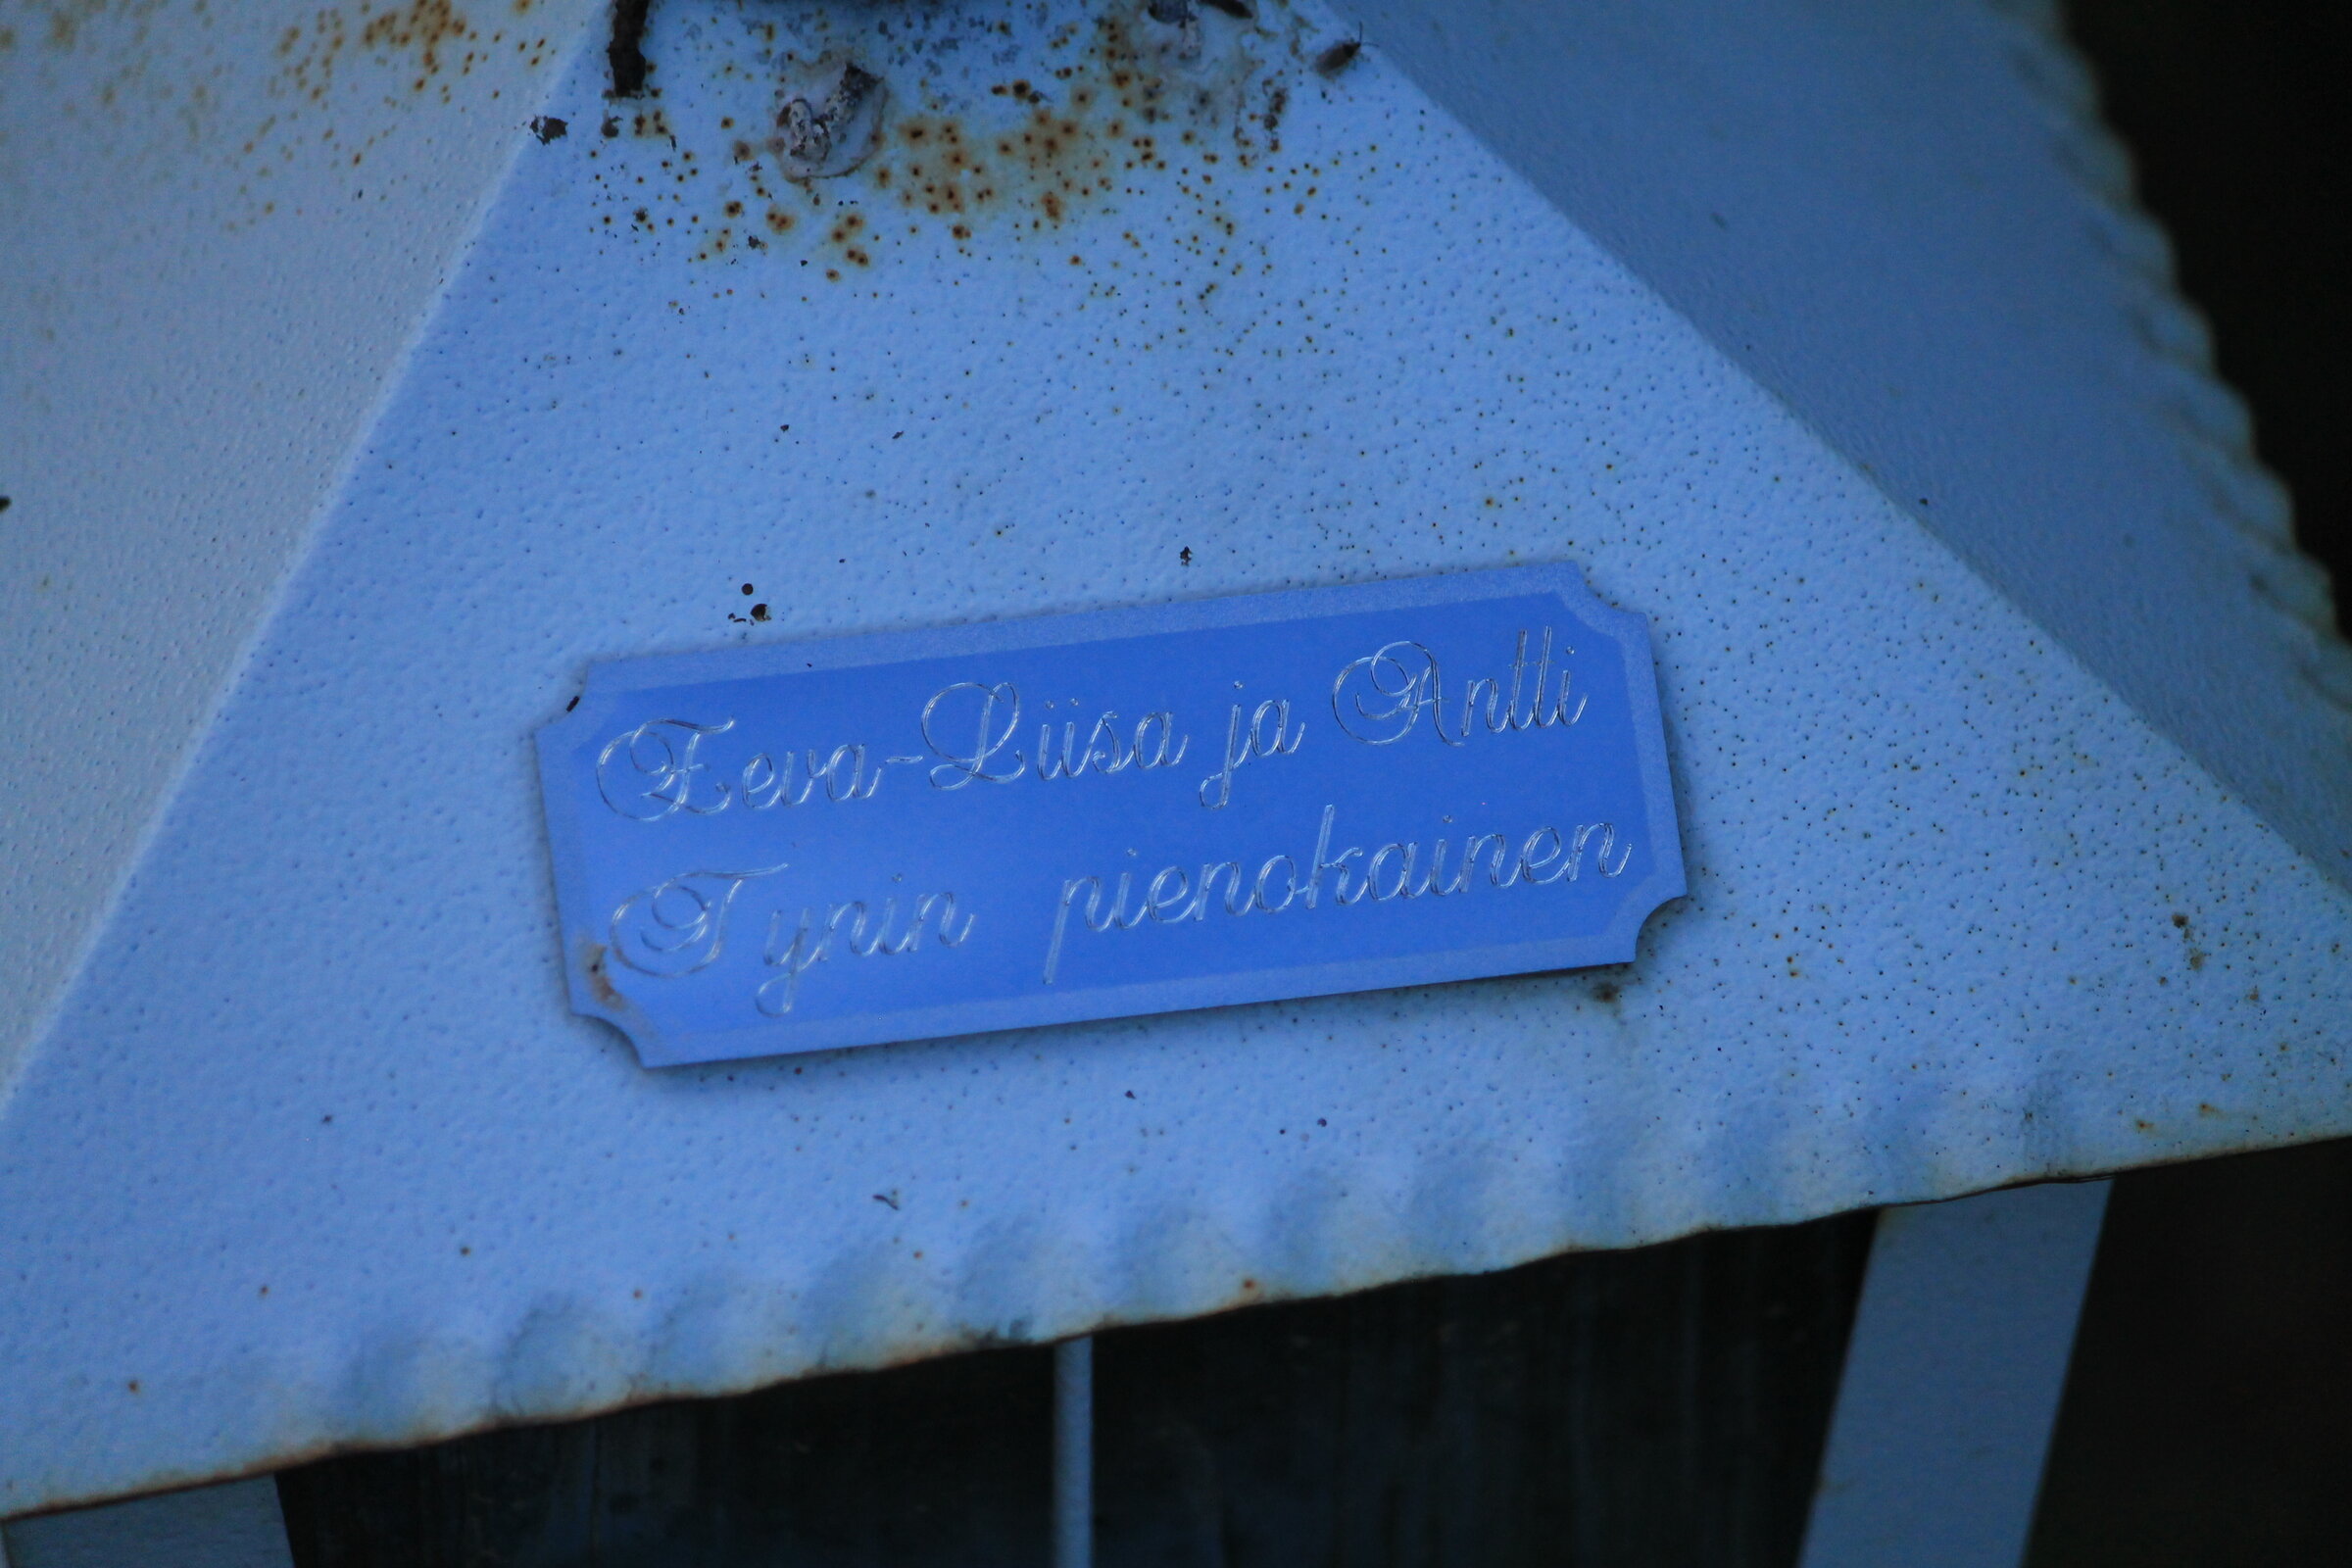 Eeva-Liisa ja Antti
Tynin pienokainen